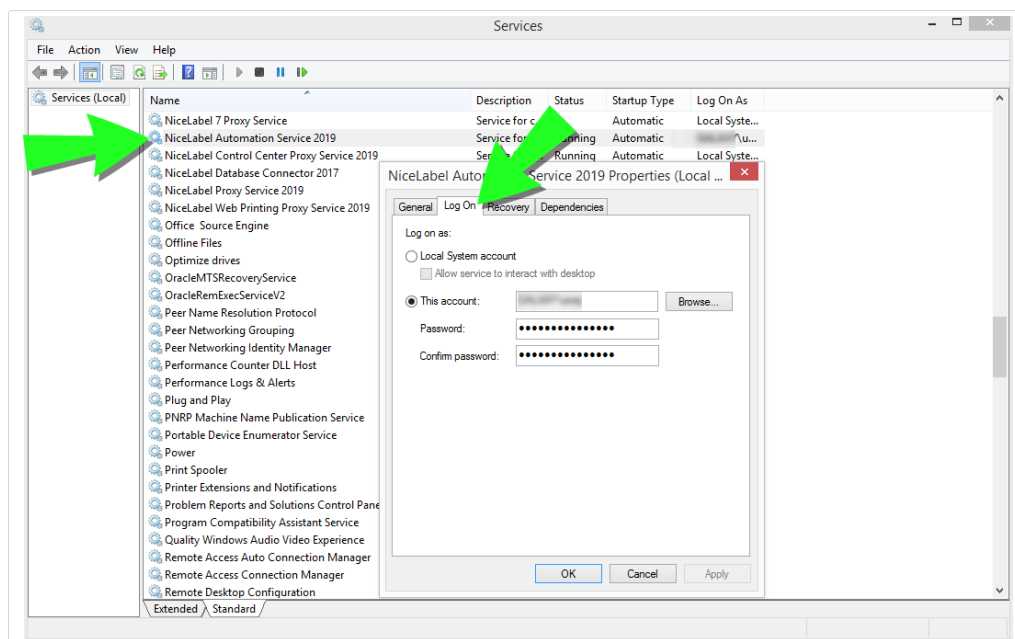 Services
File Action View Help
Services (Local)
Name Description Status Startup Type Log On As
NiceLabel 7 Proxy Service Service for c... Automatic Local Syste...
NiceLabel Automation Service 2019 Service for Running Automatic \u...
NiceLabel Control Center Proxy Service 2019 Running Automatic Local Syste...
NiceLabel Database Connector 2017
NiceLabel Proxy Service 2019
NiceLabel Web Printing Proxy Service 2019
Office Source Engine
Offline Files
Optimize drives
OracleMTSRecoveryService
OracleRemExecServiceV2
Peer Name Resolution Protocol
Peer Networking Grouping
Peer Networking Identity Manager
Performance Counter DLL Host
Performance Logs & Alerts
Plug and Play
PNRP Machine Name Publication Service
Portable Device Enumerator Service
Power
Print Spooler
Printer Extensions and Notifications
Problem Reports and Solutions Control Pane
Program Compatibility Assistant Service
Quality Windows Audio Video Experience
Remote Access Auto Connection Manager
Remote Access Connection Manager
Remote Desktop Configuration
Extended Standard
NiceLabel Auto Service 2019 Properties (Local ...
General Log On Recovery Dependencies
Log on as:
Local System account
Allow service to interact with desktop
This account: Browse...
Password:
Confirm password:
OK Cancel Apply